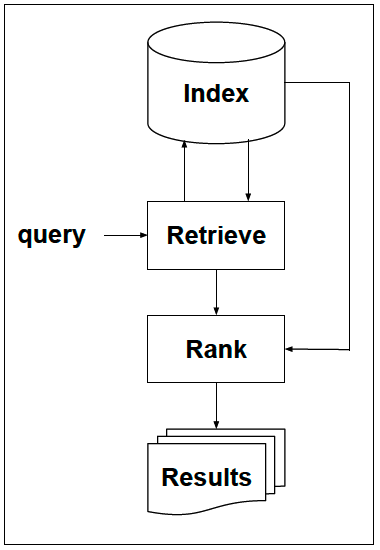 Index
query
Retrieve
Rank
Results